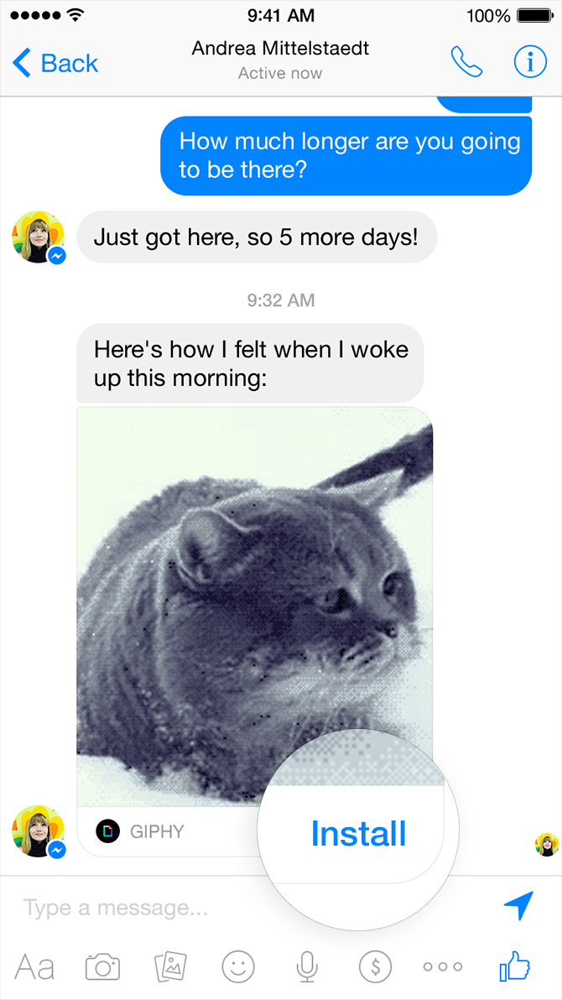 9:41 AM
100%
Back
Andrea Mittelstaedt
Active now
How much longer are you going
to be there?
Just got here, so 5 more days!
9:32 AM
Here's how I felt when I woke
up this morning:
GIPHY
Install
Type a message...
Aa
$